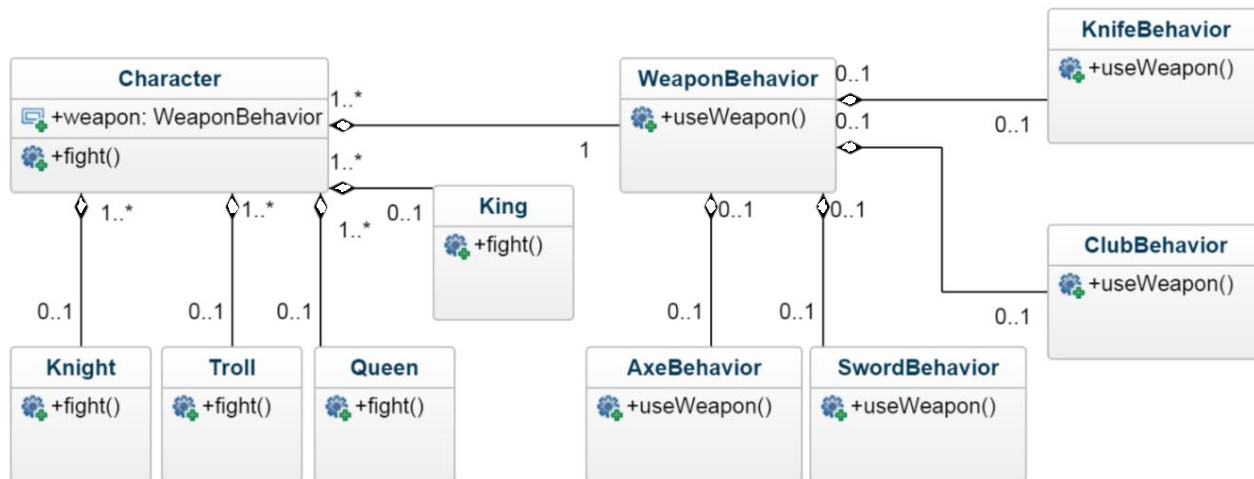 Character
+weapon: WeaponBehavior
+fight()
1..*
1
1..*
0..1
King
+fight()
1..*
1..*
1..*
0..1
0..1
0..1
Knight
+fight()
Troll
+fight()
Queen
+fight()
WeaponBehavior
+useWeapon()
0..1
0..1
KnifeBehavior
+useWeapon()
0..1
0..1
ClubBehavior
+useWeapon()
0..1
0..1
0..1
0..1
AxeBehavior
+useWeapon()
SwordBehavior
+useWeapon()